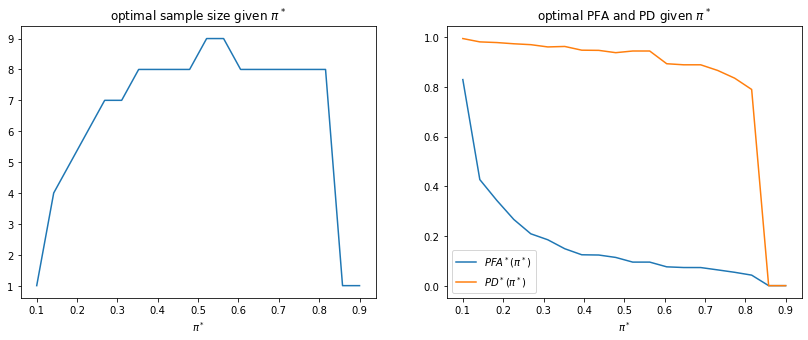 optimal sample size given π*
9
8
7
6
5
4
3
2
1
0.1 0.2 0.3 0.4 0.5 0.6 0.7 0.8 0.9
π*
optimal PFA and PD given π*
1.0
0.8
0.6
0.4
0.2
0.0
PFA*(π*)
PD*(π*)
0.1 0.2 0.3 0.4 0.5 0.6 0.7 0.8 0.9
π*